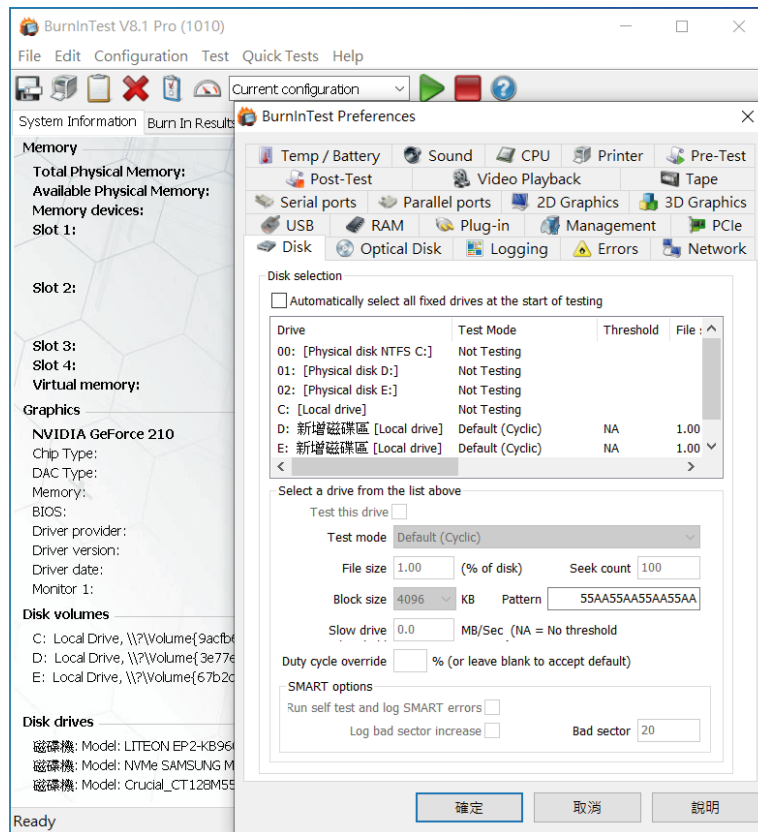 BurnInTest V8.1 Pro (1010)
File Edit Configuration Test Quick Tests Help
Current configuration
System Information Burn In Results
Memory
Total Physical Memory:
Available Physical Memory:
Memory devices:
Slot 1:
Slot 2:
Slot 3:
Slot 4:
Virtual memory:
Graphics
NVIDIA GeForce 210
Chip Type:
DAC Type:
Memory:
BIOS:
Driver provider:
Driver version:
Driver date:
Monitor 1:
Disk volumes
C: Local Drive, \\?\Volume{9acfb
D: Local Drive, \\?\Volume{3e77e
E: Local Drive, \\?\Volume{67b2c
Disk drives
磁碟機: Model: LITEON EP2-KB96
磁碟機: Model: NVMe SAMSUNG M
磁碟機: Model: Crucial_CT128M55
Ready
BurnInTest Preferences
Temp / Battery Sound CPU Printer Pre-Test
Post-Test Video Playback Tape
Serial ports Parallel ports 2D Graphics 3D Graphics
USB RAM Plug-in Management PCIe
Disk Optical Disk Logging Errors Network
Disk selection
Automatically select all fixed drives at the start of testing
Drive Test Mode Threshold File
00: [Physical disk NTFS C:] Not Testing
01: [Physical disk D:] Not Testing
02: [Physical disk E:] Not Testing
C: [Local drive] Not Testing
D: 新增磁碟區 [Local drive] Default (Cyclic) NA 1.00
E: 新增磁碟區 [Local drive] Default (Cyclic) NA 1.00
Select a drive from the list above
Test this drive
Test mode Default (Cyclic)
File size 1.00 (% of disk) Seek count 100
Block size 4096 KB Pattern 55AA55AA55AA55AA
Slow drive 0.0 MB/Sec (NA = No threshold
Duty cycle override % (or leave blank to accept default)
SMART options
Run self test and log SMART errors
Log bad sector increase Bad sector 20
確定 取消 說明